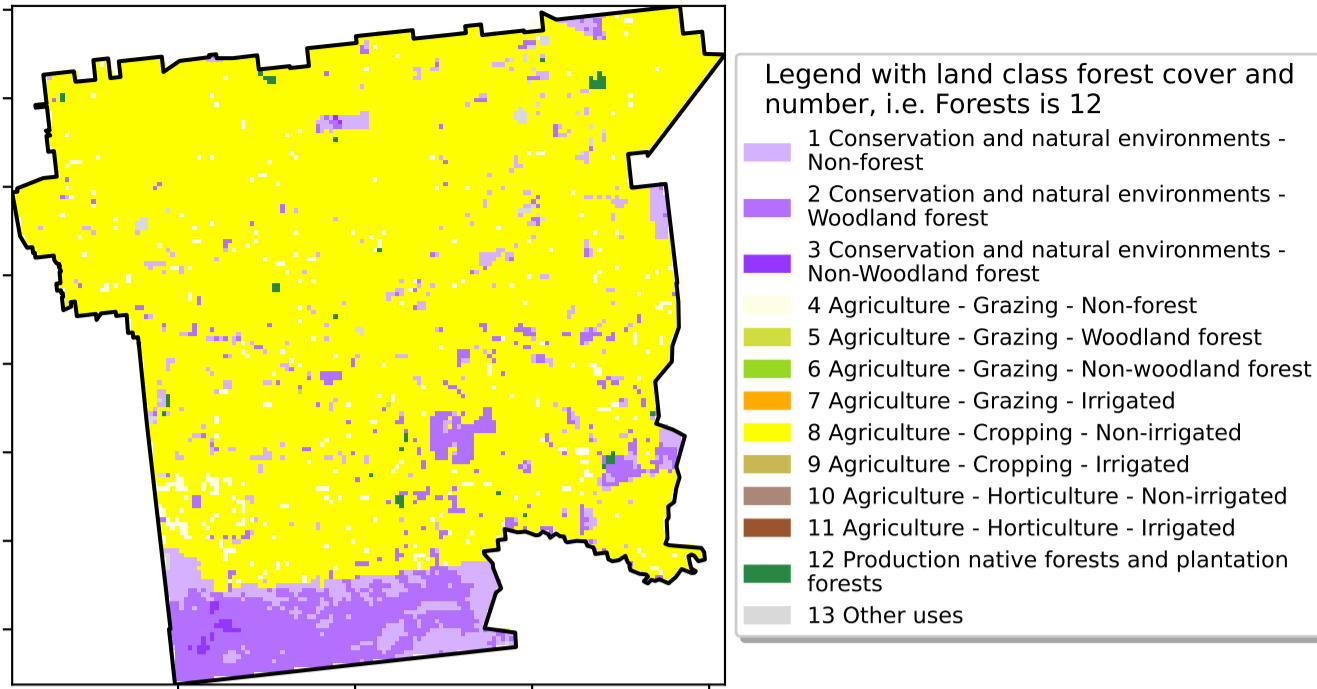 Legend with land class forest cover and
number, i.e. Forests is 12
1 Conservation and natural environments -
Non-forest
2 Conservation and natural environments -
Woodland forest
3 Conservation and natural environments -
Non-Woodland forest
4 Agriculture - Grazing - Non-forest
5 Agriculture - Grazing - Woodland forest
6 Agriculture - Grazing - Non-woodland forest
7 Agriculture - Grazing - Irrigated
8 Agriculture - Cropping - Non-irrigated
9 Agriculture - Cropping - Irrigated
10 Agriculture - Horticulture - Non-irrigated
11 Agriculture - Horticulture - Irrigated
12 Production native forests and plantation
forests
13 Other uses